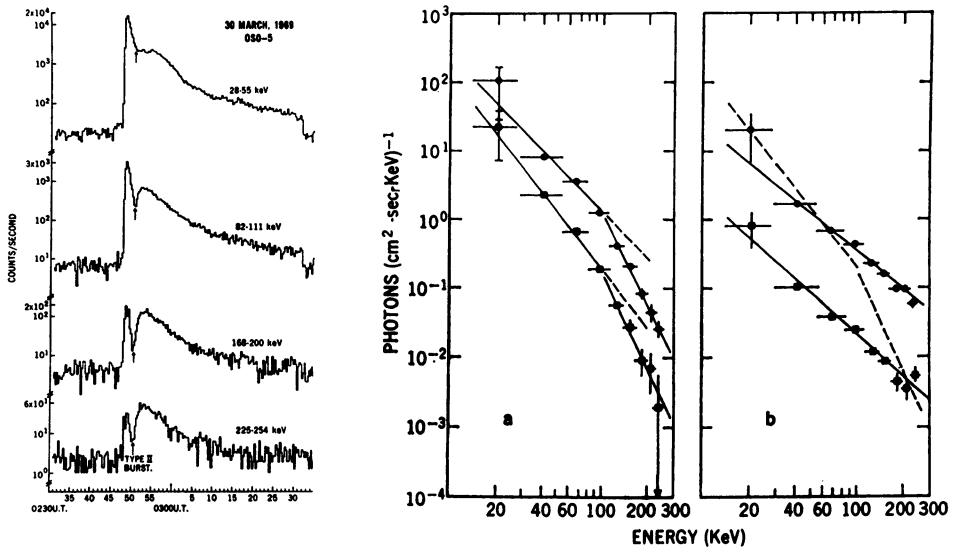 30 MARCH, 1969
OSO-5
2x10⁴
10³
10²
28-55 keV
3x10³
10³
10²
10¹
82-111 keV
2x10²
10²
10¹
168-200 keV
6x10¹
10¹
10⁰
225-254 keV
TYPE II
BURST.
COUNTS/SECOND
35 40 45 50 55 5 10 15 20 25 30
0230U.T. 0300U.T.
10³
10²
10¹
10⁰
10⁻¹
10⁻²
10⁻³
10⁻⁴
PHOTONS (cm² -sec,KeV)⁻¹
a
b
20 40 60 100 200 300
40 60 100 200 300
ENERGY (KeV)